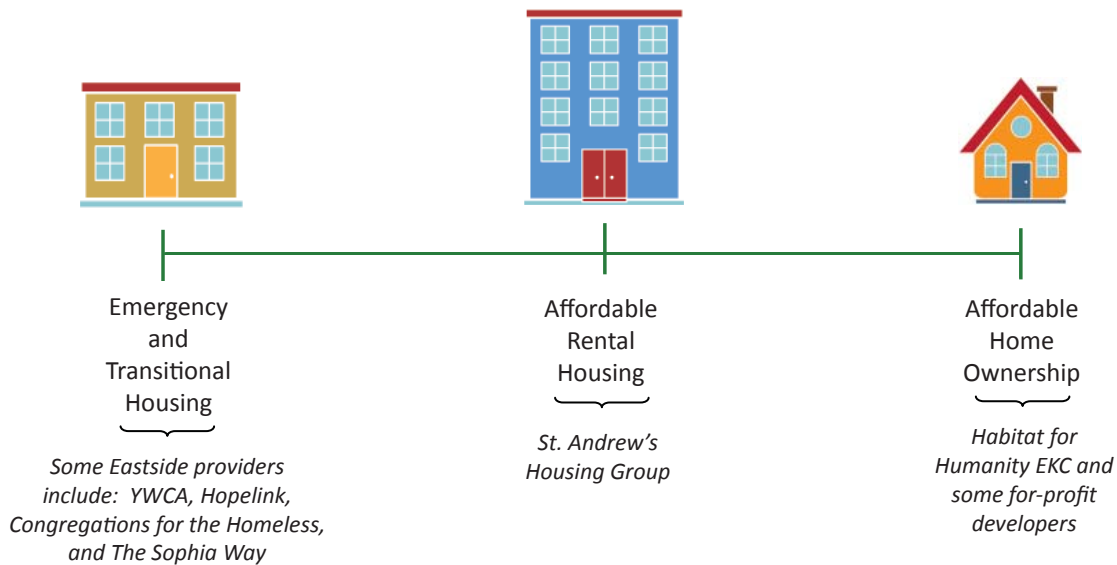 Emergency
and
Transitional
Housing
Some Eastside providers
include:  YWCA, Hopelink,
Congregations for the Homeless,
and The Sophia Way
Affordable
Rental
Housing
St. Andrew’s
Housing Group
Affordable
Home
Ownership
Habitat for
Humanity EKC and
some for-profit
developers